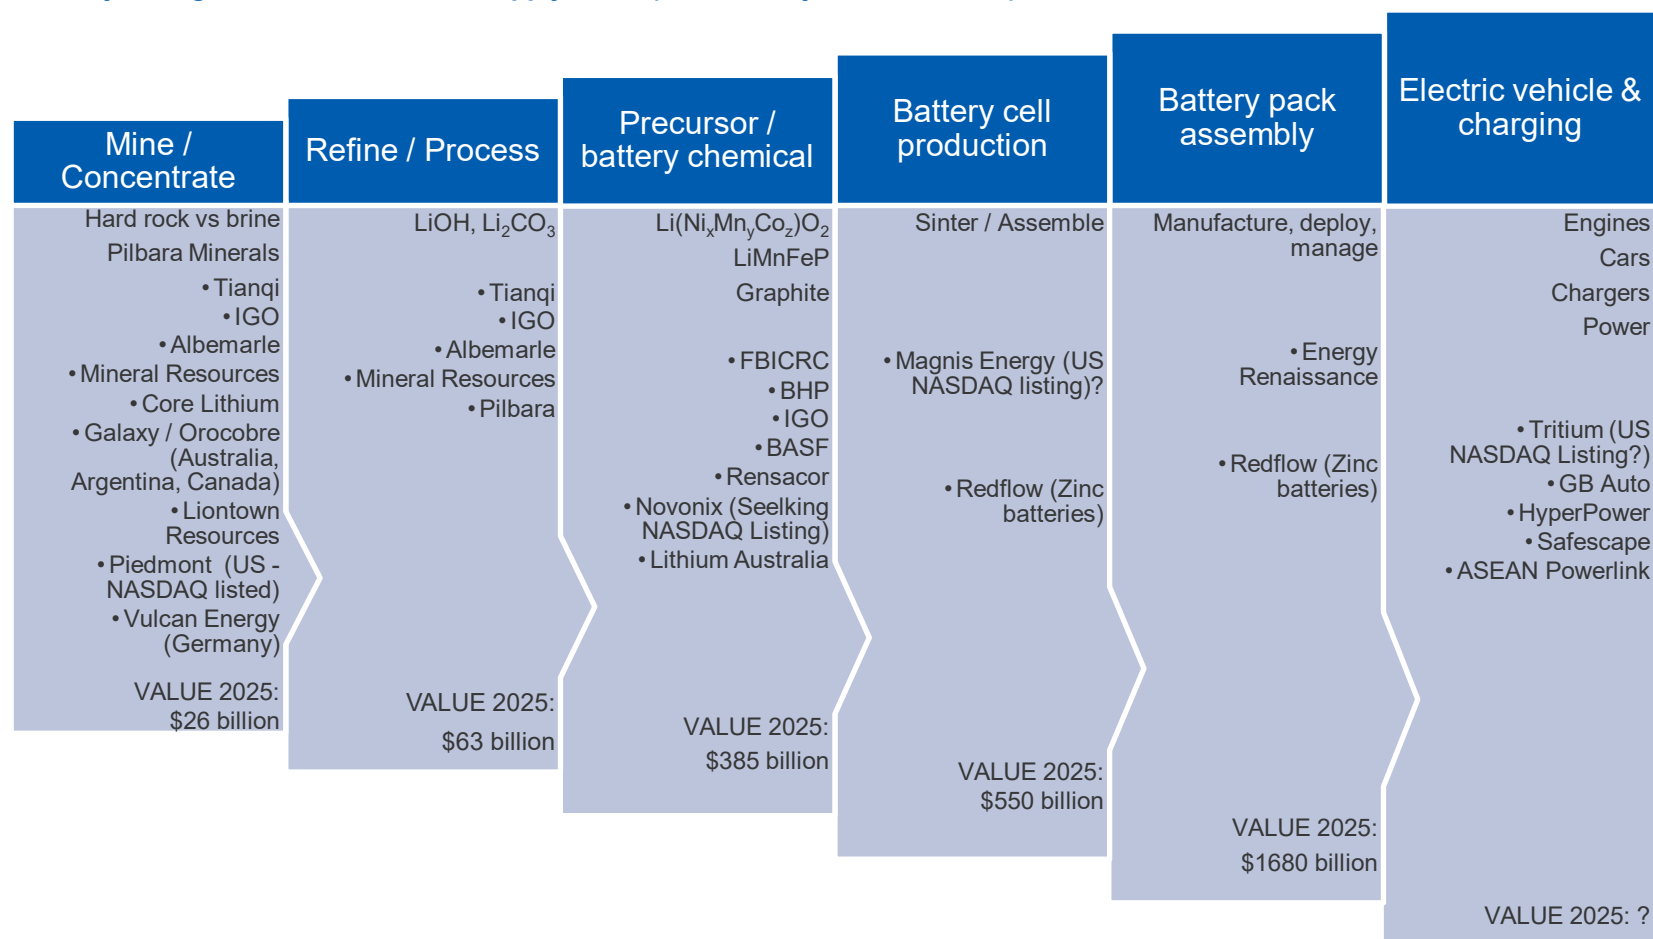 Mine /
Concentrate
Hard rock vs brine
Pilbara Minerals
•Tianqi
•IGO
•Albemarle
•Mineral Resources
•Core Lithium
•Galaxy / Orocobre
(Australia,
Argentina, Canada)
•Liontown
Resources
•Piedmont (US -
NASDAQ listed)
•Vulcan Energy
(Germany)
VALUE 2025:
$26 billion
Refine / Process
LiOH, Li₂CO₃
•Tianqi
•IGO
•Albemarle
•Mineral Resources
•Pilbara
VALUE 2025:
$63 billion
Precursor /
battery chemical
Li(NiₓMnᵧCo_z)O₂
LiMnFeP
Graphite
•FBICRC
•BHP
•IGO
•BASF
•Rensacor
•Novonix (Seelking
NASDAQ Listing)
•Lithium Australia
VALUE 2025:
$385 billion
Battery cell
production
Sinter / Assemble
•Magnis Energy (US
NASDAQ listing)?
•Redflow (Zinc
batteries)
VALUE 2025:
$550 billion
Battery pack
assembly
Manufacture, deploy,
manage
•Energy
Renaissance
•Redflow (Zinc
batteries)
VALUE 2025:
$1680 billion
Electric vehicle &
charging
Engines
Cars
Chargers
Power
•Tritium (US
NASDAQ Listing?)
•GB Auto
•HyperPower
•Safescape
•ASEAN Powerlink
VALUE 2025: ?